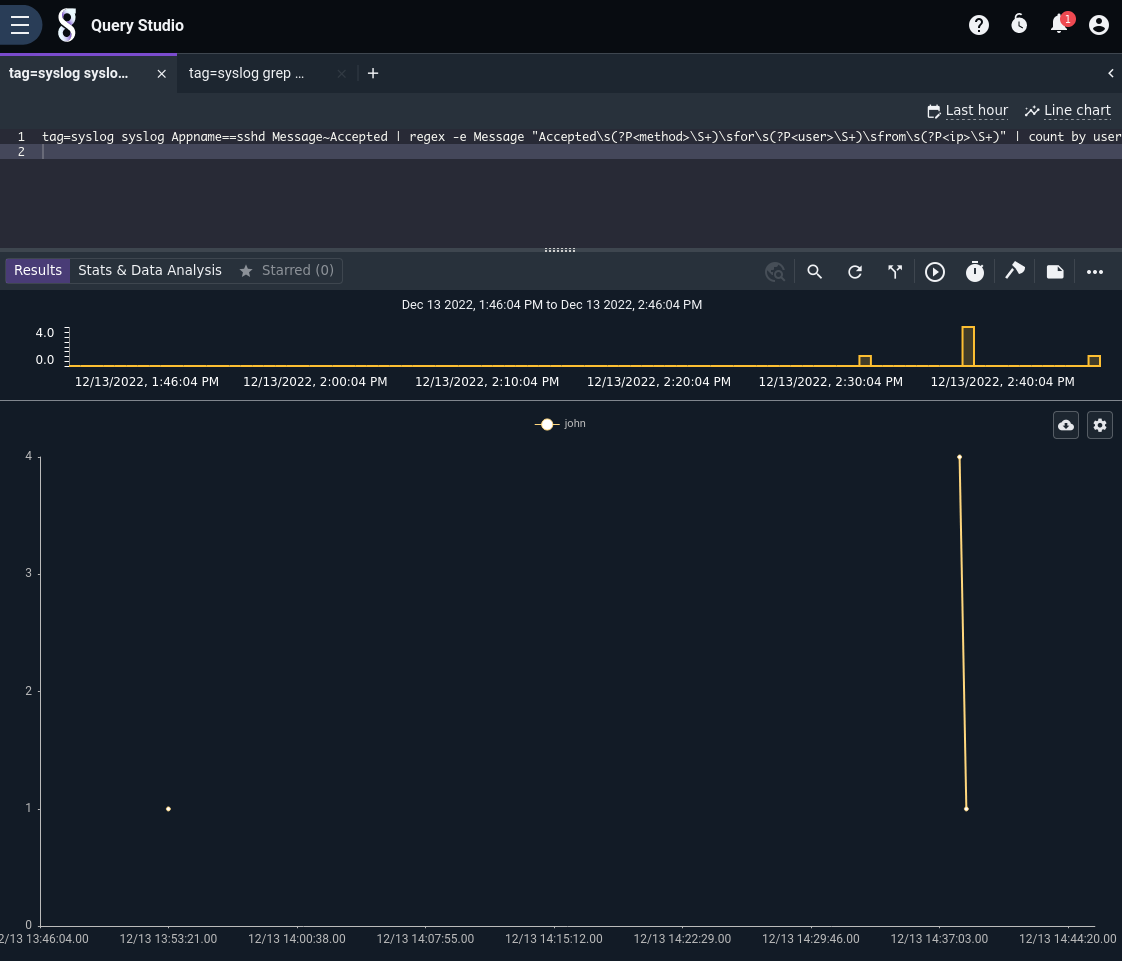 Query Studio
1
tag=syslog syslo...
tag=syslog grep ...
Last hour
Line chart
1 tag=syslog syslog Appname==sshd Message~Accepted | regex -e Message "Accepted\s(?P<method>\S+)\sfor\s(?P<user>\S+)\sfrom\s(?P<ip>\S+)" | count by user
2
Results Stats & Data Analysis Starred (0)
Dec 13 2022, 1:46:04 PM to Dec 13 2022, 2:46:04 PM
4.0
0.0
12/13/2022, 1:46:04 PM 12/13/2022, 2:00:04 PM 12/13/2022, 2:10:04 PM 12/13/2022, 2:20:04 PM 12/13/2022, 2:30:04 PM 12/13/2022, 2:40:04 PM
john
4
3
2
1
0
2/13 13:46:04.00 12/13 13:53:21.00 12/13 14:00:38.00 12/13 14:07:55.00 12/13 14:15:12.00 12/13 14:22:29.00 12/13 14:29:46.00 12/13 14:37:03.00 12/13 14:44:20.00